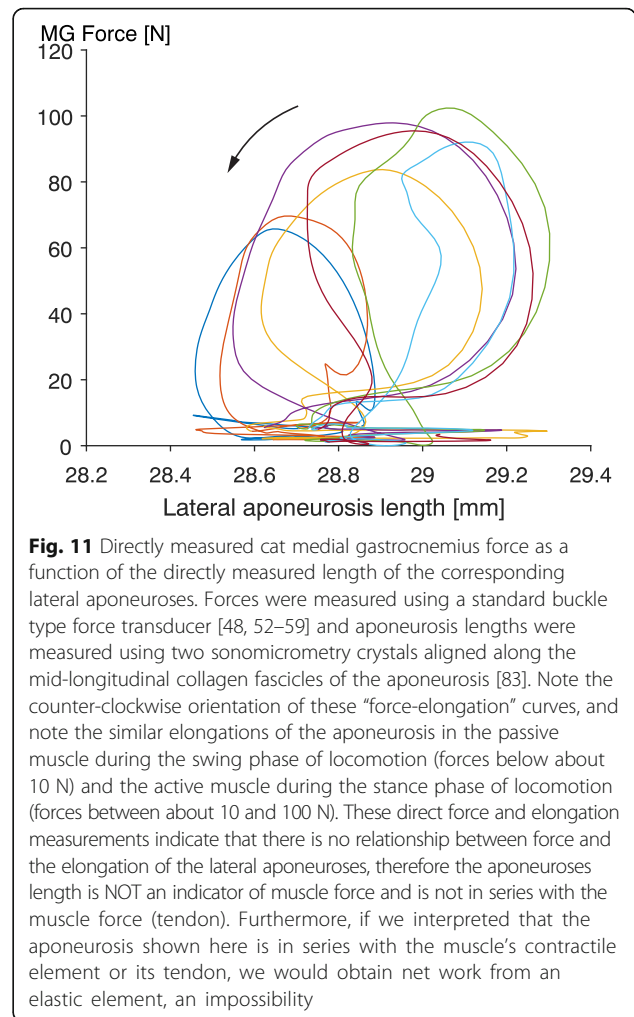 MG Force [N]
120
100
80
60
40
20
0
28.2 28.4 28.6 28.8 29 29.2 29.4
Lateral aponeurosis length [mm]
Fig. 11 Directly measured cat medial gastrocnemius force as a
function of the directly measured length of the corresponding
lateral aponeuroses. Forces were measured using a standard buckle
type force transducer [48, 52–59] and aponeurosis lengths were
measured using two sonomicrometry crystals aligned along the
mid-longitudinal collagen fascicles of the aponeurosis [83]. Note the
counter-clockwise orientation of these “force-elongation” curves, and
note the similar elongations of the aponeurosis in the passive
muscle during the swing phase of locomotion (forces below about
10 N) and the active muscle during the stance phase of locomotion
(forces between about 10 and 100 N). These direct force and elongation
measurements indicate that there is no relationship between force and
the elongation of the lateral aponeuroses, therefore the aponeuroses
length is NOT an indicator of muscle force and is not in series with the
muscle force (tendon). Furthermore, if we interpreted that the
aponeurosis shown here is in series with the muscle’s contractile
element or its tendon, we would obtain net work from an
elastic element, an impossibility